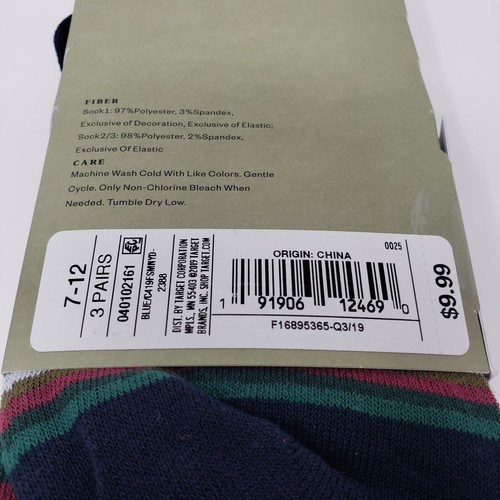 FIBER
Sock1: 97%Polyester, 3%Spandex,
Exclusive of Decoration, Exclusive of Elastic;
Sock2/3: 98%Polyester, 2%Spandex,
Exclusive Of Elastic
CARE
Machine Wash Cold With Like Colors. Gentle
Cycle. Only Non-Chlorine Bleach When
Needed. Tumble Dry Low.
7-12
3 PAIRS
040102161
BLUE/C419FSMNYD-
2388
DIST. BY TARGET CORPORATION
MPLS., MN 55403 ©2019 TARGET
BRANDS, INC. SHOP TARGET.COM
ORIGIN: CHINA
0025
1 91906 12469 0
F16895365-Q3/19
$9.99